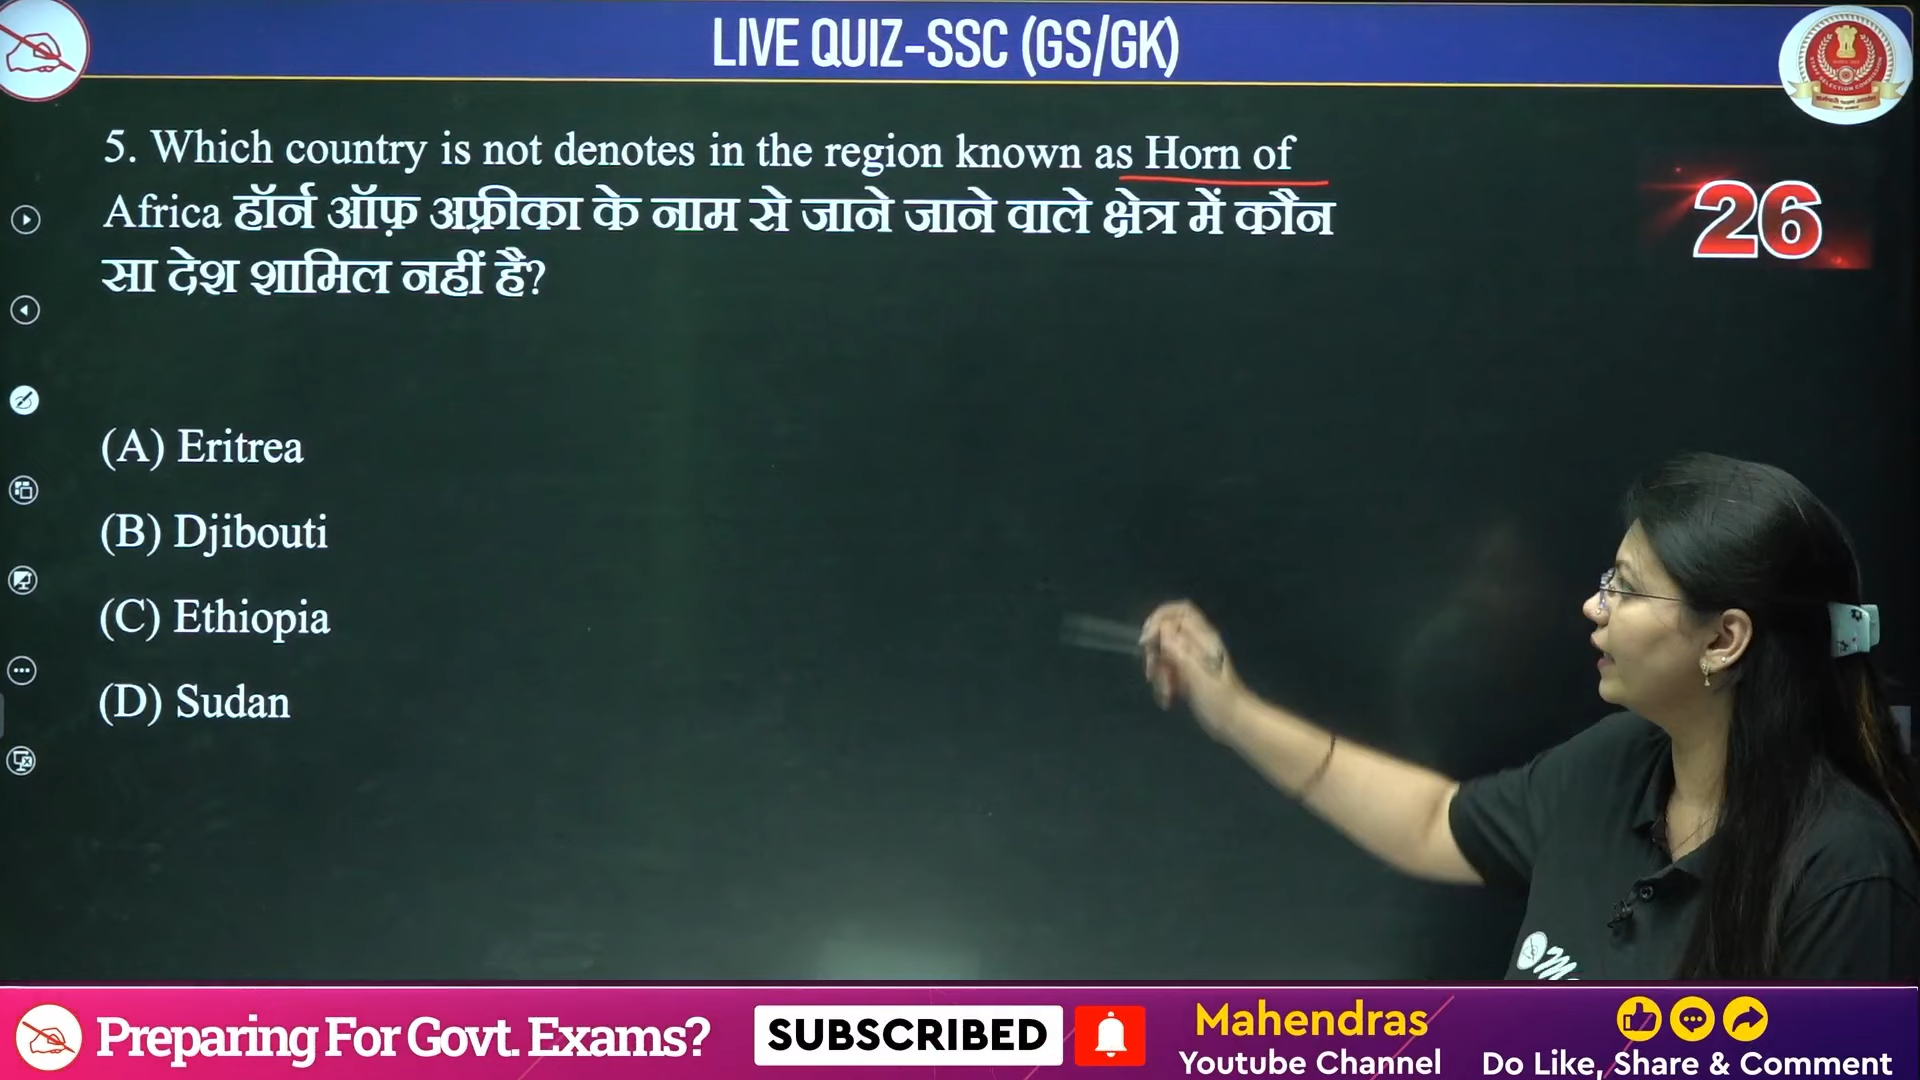 LIVE QUIZ-SSC (GS/GK)
5. Which country is not denotes in the region known as Horn of
Africa हॉर्न ऑफ़ अफ़्रीका के नाम से जाने जाने वाले क्षेत्र में कौन
सा देश शामिल नहीं है?
26
(A) Eritrea
(B) Djibouti
(C) Ethiopia
(D) Sudan
Preparing For Govt. Exams?
SUBSCRIBED
Mahendras
Youtube Channel
Do Like, Share & Comment